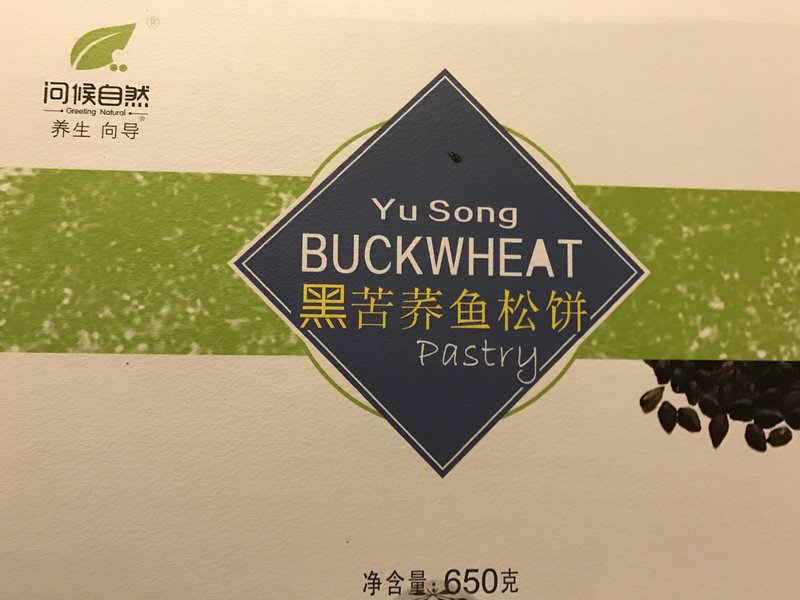 问候自然
Greeting Natural
养生 向导
Yu Song
BUCKWHEAT
黑苦荞鱼松饼
Pastry
净含量:650克